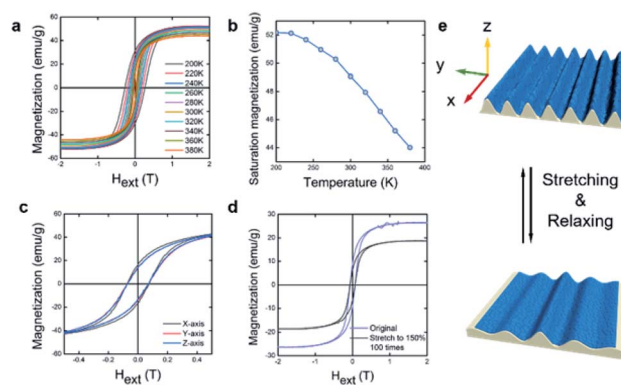 a
Magnetization (emu/g)
60
40
20
0
-20
-40
-60
200K
220K
240K
260K
280K
300K
320K
340K
360K
380K
-2 -1 0 1 2
H_ext (T)
b
Saturation magnetization (emu/g)
52
50
48
46
44
200 250 300 350 400
Temperature (K)
c
Magnetization (emu/g)
60
40
20
0
-20
-40
-60
X-axis
Y-axis
Z-axis
-0.4 -0.2 0.0 0.2 0.4
H_ext (T)
d
Magnetization (emu/g)
40
30
20
10
0
-10
-20
-30
Original
Stretch to 150%
100 times
-2 -1 0 1 2
H_ext (T)
e
z
y
x
Stretching
&
Relaxing